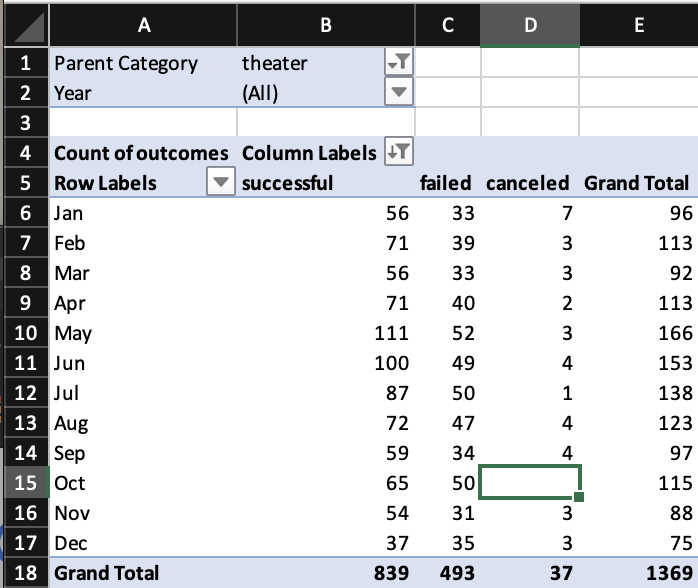 A B C D E
1 Parent Category theater
2 Year (All)
3
4 Count of outcomes Column Labels
5 Row Labels successful failed canceled Grand Total
6 Jan 56 33 7 96
7 Feb 71 39 3 113
8 Mar 56 33 3 92
9 Apr 71 40 2 113
10 May 111 52 3 166
11 Jun 100 49 4 153
12 Jul 87 50 1 138
13 Aug 72 47 4 123
14 Sep 59 34 4 97
15 Oct 65 50 115
16 Nov 54 31 3 88
17 Dec 37 35 3 75
18 Grand Total 839 493 37 1369